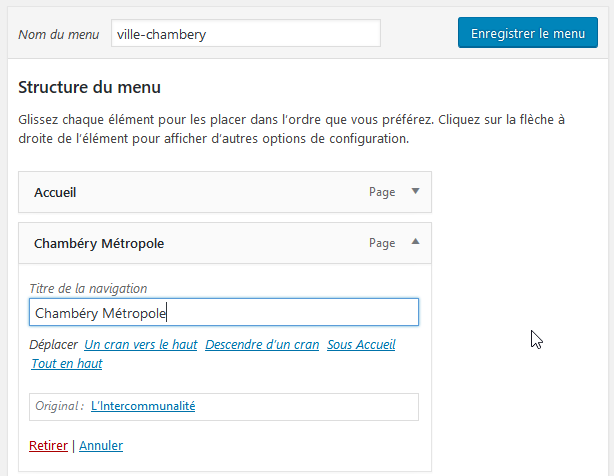 Nom du menu ville-chambery Enregistrer le menu
Structure du menu
Glissez chaque élément pour les placer dans l'ordre que vous préférez. Cliquez sur la flèche à
droite de l'élément pour afficher d'autres options de configuration.
Accueil Page
Chambéry Métropole Page
Titre de la navigation
Chambéry Métropole
Déplacer Un cran vers le haut Descendre d'un cran Sous Accueil
Tout en haut
Original : L'Intercommunalité
Retirer | Annuler